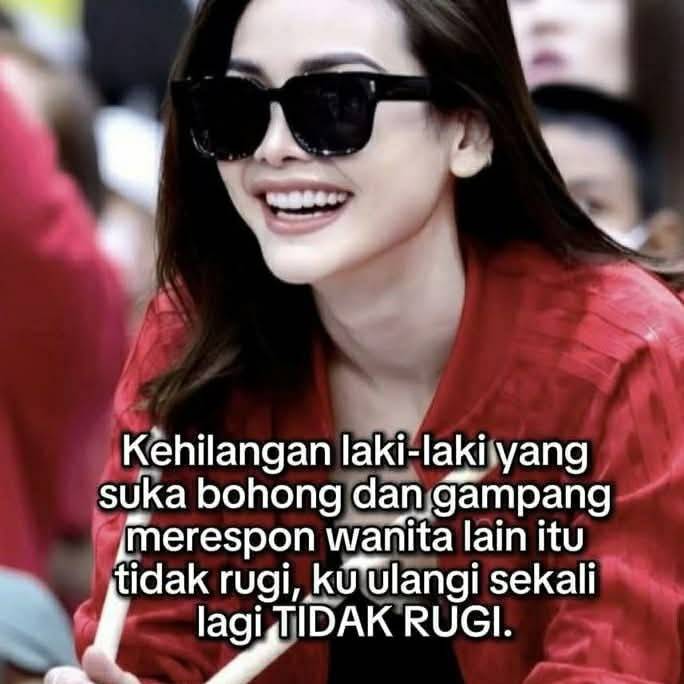 Kehilangan laki-laki yang
suka bohong dan gampang
merespon wanita lain itu
tidak rugi, ku ulangi sekali
lagi TIDAK RUGI.